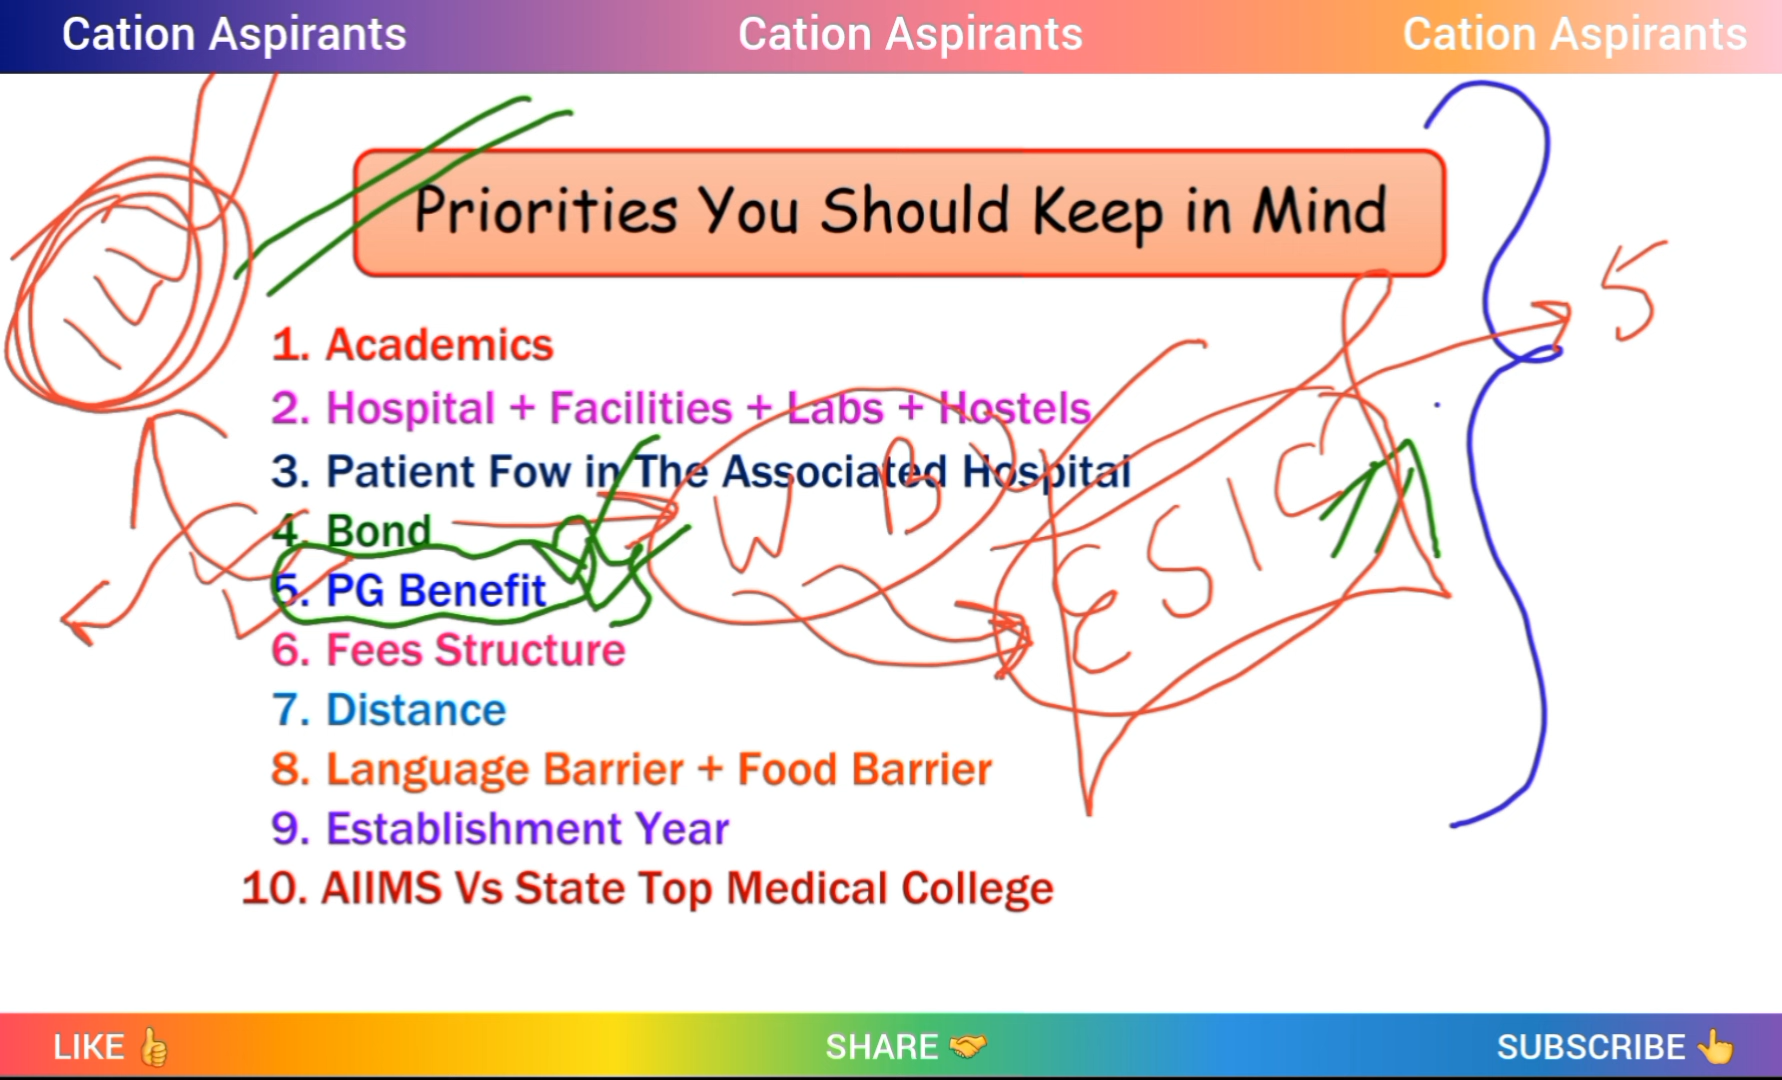 Cation Aspirants Cation Aspirants Cation Aspirants
Priorities You Should Keep in Mind
5
1. Academics
2. Hospital + Facilities + Labs + Hostels
3. Patient Fow in The Associated Hospital
4. Bond
W B
ESIC
5. PG Benefit
6. Fees Structure
7. Distance
8. Language Barrier + Food Barrier
9. Establishment Year
10. AIIMS Vs State Top Medical College
LIKE 👍 SHARE 🤝 SUBSCRIBE 👆